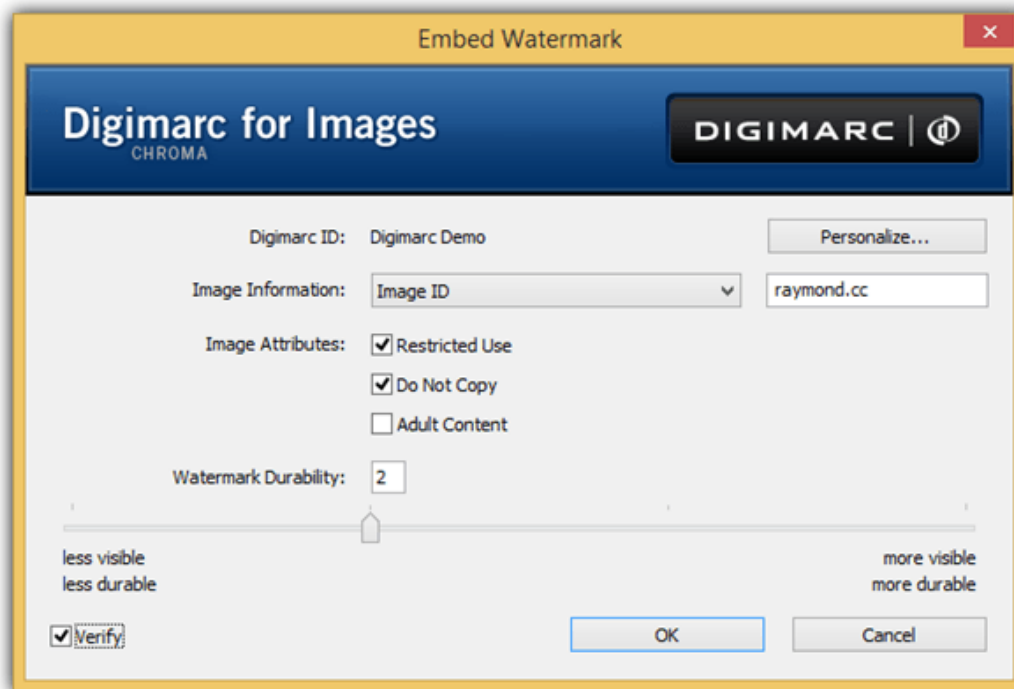 Embed Watermark
Digimarc for Images
CHROMA
DIGIMARC
Digimarc ID: Digimarc Demo Personalize...
Image Information: Image ID raymond.cc
Image Attributes: Restricted Use
Do Not Copy
Adult Content
Watermark Durability: 2
less visible more visible
less durable more durable
Verify OK Cancel